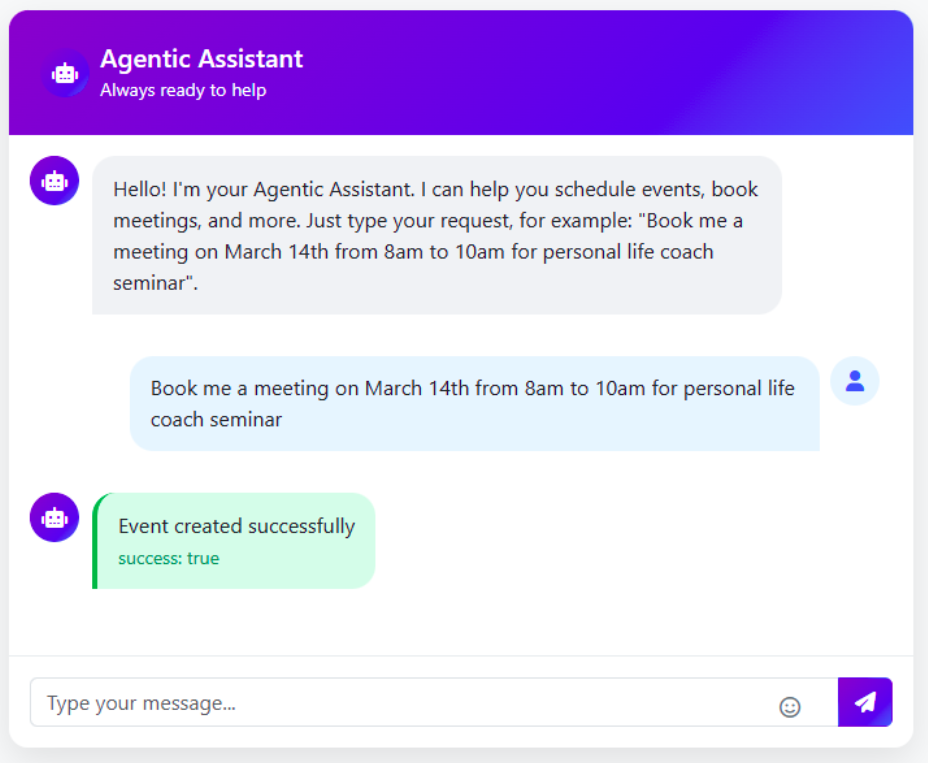 Agentic Assistant
Always ready to help
Hello! I'm your Agentic Assistant. I can help you schedule events, book
meetings, and more. Just type your request, for example: "Book me a
meeting on March 14th from 8am to 10am for personal life coach
seminar".
Book me a meeting on March 14th from 8am to 10am for personal life
coach seminar
Event created successfully
success: true
Type your message...